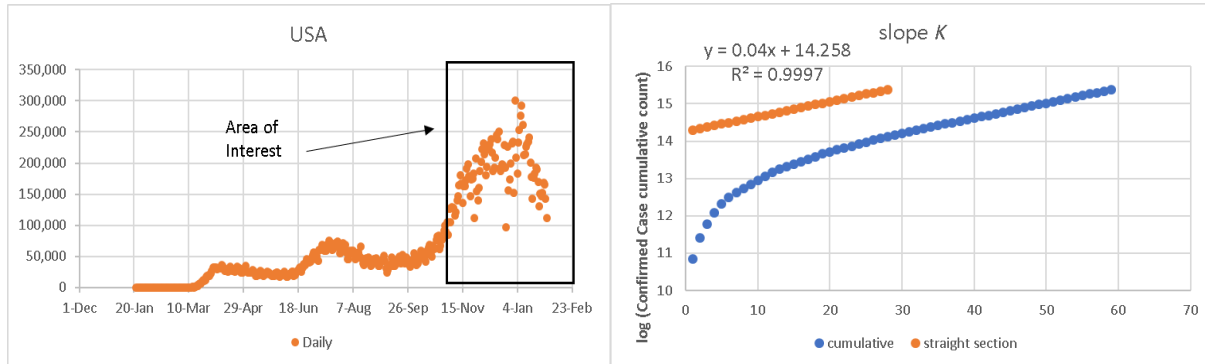 USA
350,000
300,000
250,000
200,000
150,000
100,000
50,000
0
Area of
Interest
1-Dec 20-Jan 10-Mar 29-Apr 18-Jun 7-Aug 26-Sep 15-Nov 4-Jan 23-Feb
Daily
slope K
y = 0.04x + 14.258
R² = 0.9997
log (Confirmed Case cumulative count)
16
15
14
13
12
11
10
0 10 20 30 40 50 60 70
cumulative straight section